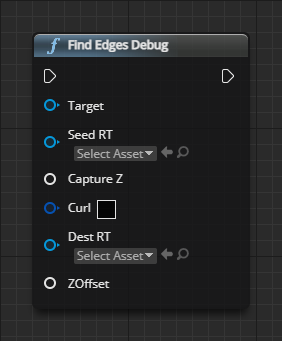 Find Edges Debug
Target
Seed RT
Select Asset
Capture Z
Curl
Dest RT
Select Asset
ZOffset